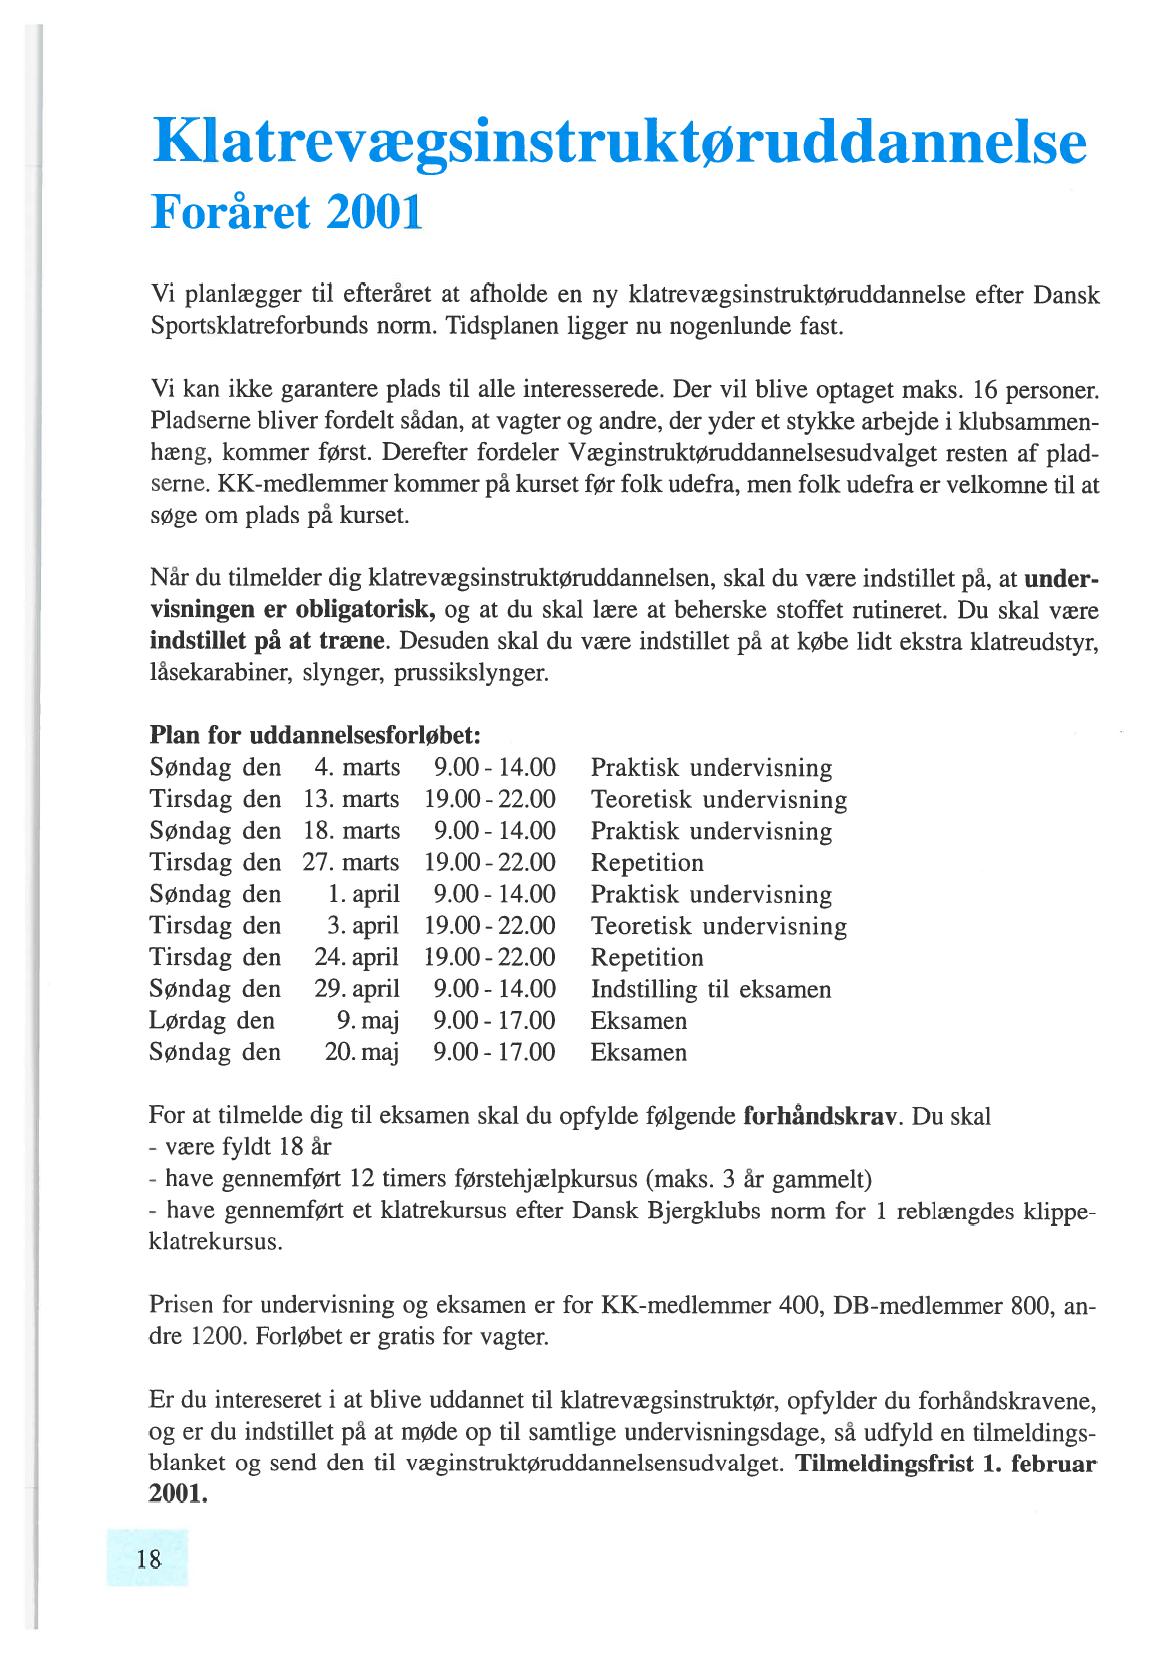 Klatrevægsinstruktøruddannelse
Foråret 2001
Vi planlægger til efteråret at afholde en ny klatrevægsinstruktøruddannelse efter Dansk
Sportsklatreforbunds norm. Tidsplanen ligger nu nogenlunde fast.
Vi kan ikke garantere plads til alle interesserede. Der vil blive optaget maks. 16 personer.
Pladserne bliver fordelt sådan, at vagter og andre, der yder et stykke arbejde i klubsammen-
hæng, kommer først. Derefter fordeler Væginstruktøruddannelsesudvalget resten af plad-
serne. KK-medlemmer kommer på kurset før folk udefra, men folk udefra er velkomne til at
søge om plads på kurset.
Når du tilmelder dig klatrevægsinstruktøruddannelsen, skal du være indstillet på, at under-
visningen er obligatorisk, og at du skal lære at beherske stoffet rutineret. Du skal være
indstillet på at træne. Desuden skal du være indstillet på at købe lidt ekstra klatreudstyr,
låsekarabiner, slynger, prussikslynger.
Plan for uddannelsesforløbet:
Søndag den 4. marts 9.00 - 14.00 Praktisk undervisning
Tirsdag den 13. marts 19.00 - 22.00 Teoretisk undervisning
Søndag den 18. marts 9.00 - 14.00 Praktisk undervisning
Tirsdag den 27. marts 19.00 - 22.00 Repetition
Søndag den 1. april 9.00 - 14.00 Praktisk undervisning
Tirsdag den 3. april 19.00 - 22.00 Teoretisk undervisning
Tirsdag den 24. april 19.00 - 22.00 Repetition
Søndag den 29. april 9.00 - 14.00 Indstilling til eksamen
Lørdag den 9. maj 9.00 - 17.00 Eksamen
Søndag den 20. maj 9.00 - 17.00 Eksamen
For at tilmelde dig til eksamen skal du opfylde følgende forhåndskrav. Du skal
- være fyldt 18 år
- have gennemført 12 timers førstehjælpkursus (maks. 3 år gammelt)
- have gennemført et klatrekursus efter Dansk Bjergklubs norm for 1 reblængdes klippe-
klatrekursus.
Prisen for undervisning og eksamen er for KK-medlemmer 400, DB-medlemmer 800, an-
dre 1200. Forløbet er gratis for vagter.
Er du intereseret i at blive uddannet til klatrevægsinstruktør, opfylder du forhåndskravene,
og er du indstillet på at møde op til samtlige undervisningsdage, så udfyld en tilmeldings-
blanket og send den til væginstruktøruddannelsensudvalget. Tilmeldingsfrist 1. februar
2001.
18